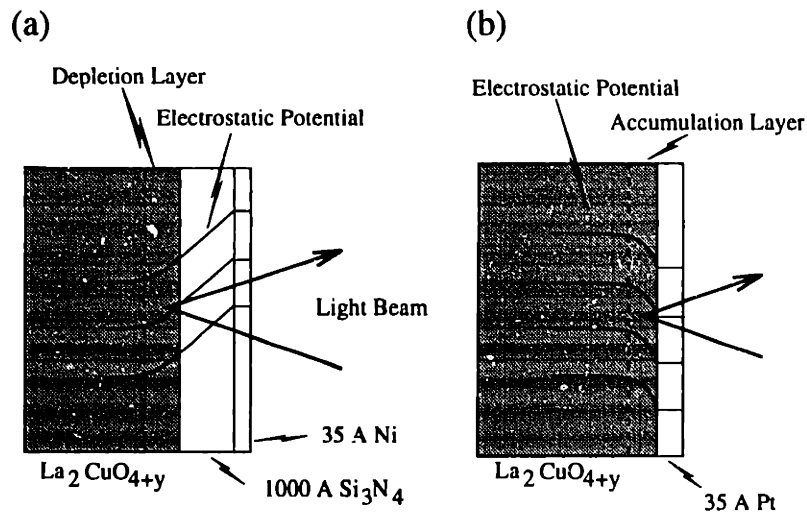 (a)
Depletion Layer
Electrostatic Potential
Light Beam
35 A Ni
La2CuO4+y
1000 A Si3N4
(b)
Electrostatic Potential
Accumulation Layer
La2CuO4+y
35 A Pt